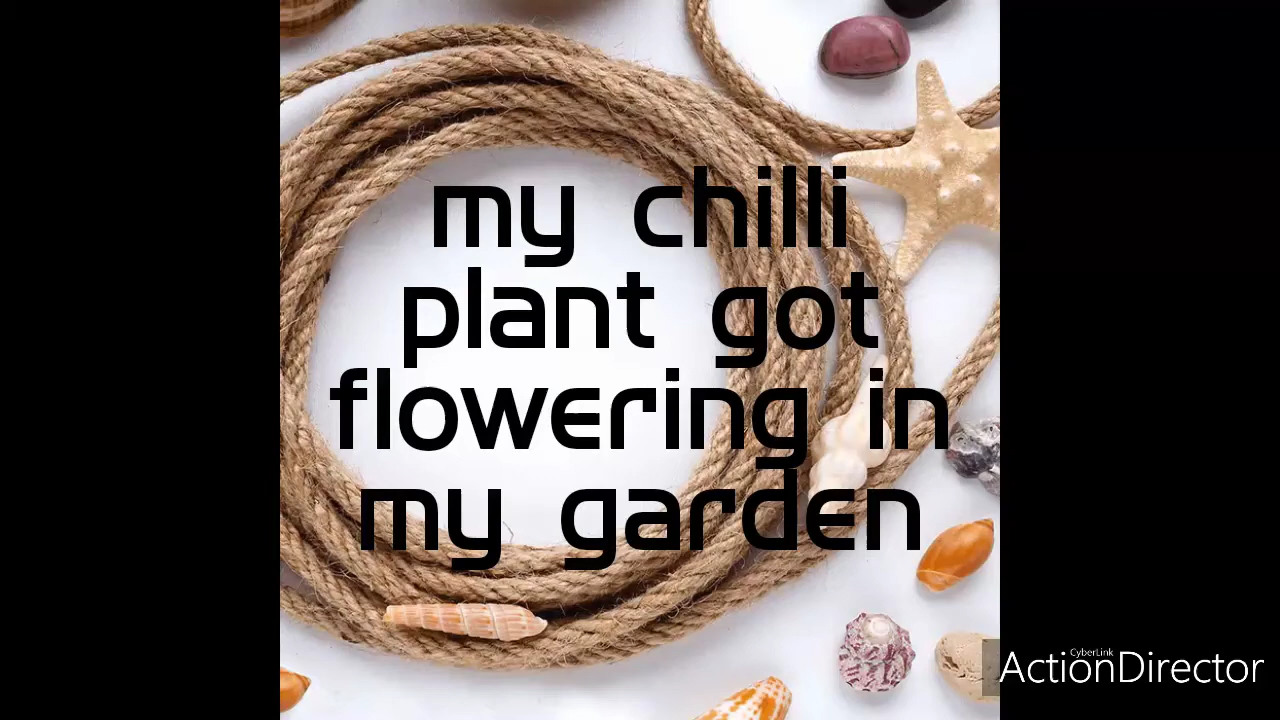 my chilli
plant got
flowering in
my garden
CyberLink
ActionDirector